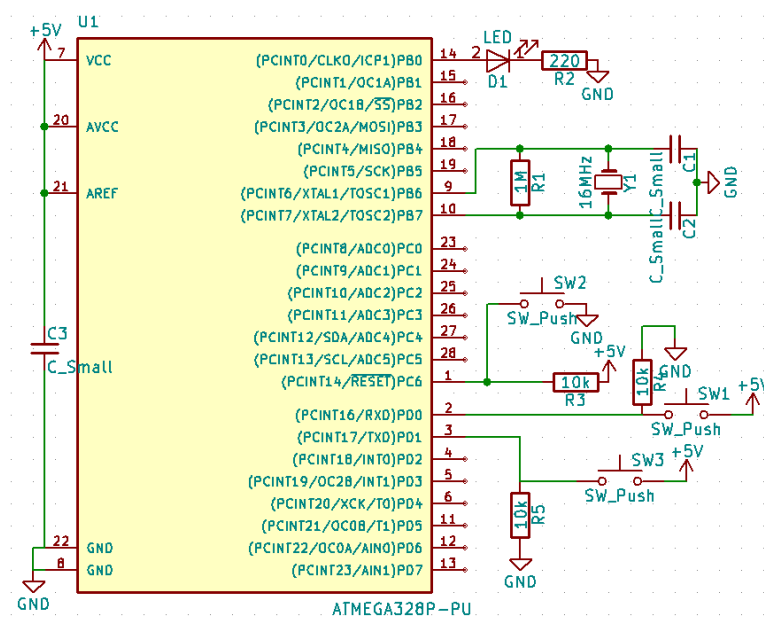 U1
+5V
7 VCC
20 AVCC
21 AREF
C3
C_Small
22 GND
8 GND
GND
(PCINT0/CLKO/ICP1)PB0 14
(PCINT1/OC1A)PB1 15
(PCINT2/OC1B/SS)PB2 16
(PCINT3/OC2A/MOSI)PB3 17
(PCINT4/MISO)PB4 18
(PCINT5/SCK)PB5 19
(PCINT6/XTAL1/TOSC1)PB6 9
(PCINT7/XTAL2/TOSC2)PB7 10
(PCINT8/ADC0)PC0 23
(PCINT9/ADC1)PC1 24
(PCINT10/ADC2)PC2 25
(PCINT11/ADC3)PC3 26
(PCINT12/SDA/ADC4)PC4 27
(PCINT13/SCL/ADC5)PC5 28
(PCINT14/RESET)PC6 1
(PCINT16/RXD)PD0 2
(PCINT17/TXD)PD1 3
(PCINT18/INT0)PD2 4
(PCINT19/OC2B/INT1)PD3 5
(PCINT20/XCK/T0)PD4 6
(PCINT21/OC0B/T1)PD5 11
(PCINT22/OC0A/AIN0)PD6 12
(PCINT23/AIN1)PD7 13
ATMEGA328P-PU
LED
2 1
D1
220
R2
GND
1M
R1
16MHz
Y1
C_Small
C1
C_Small
C2
GND
SW2
SW_Push
GND
+5V
10k
R3
10k
R4
GND
SW1
SW_Push
+5V
SW3
SW_Push
+5V
10k
R5
GND